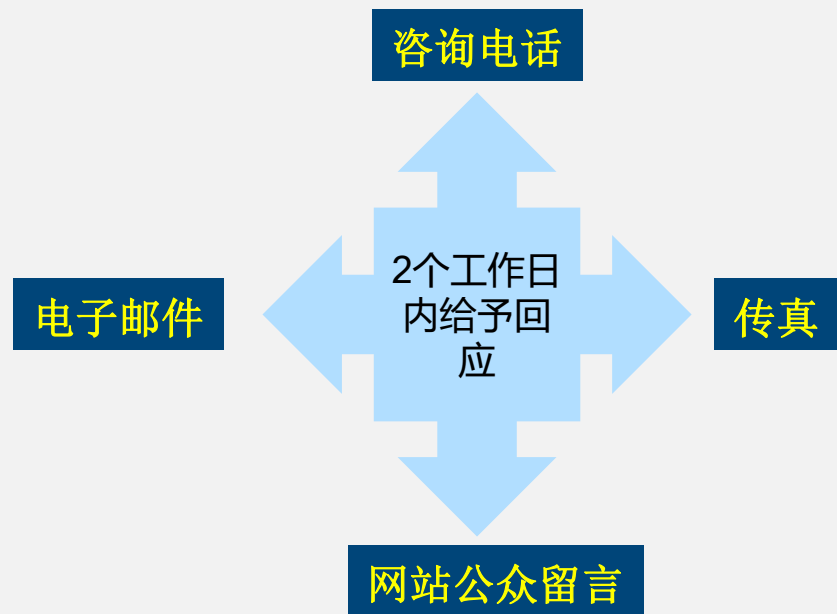 咨询电话
2个工作日
内给予回
应
电子邮件
传真
网站公众留言